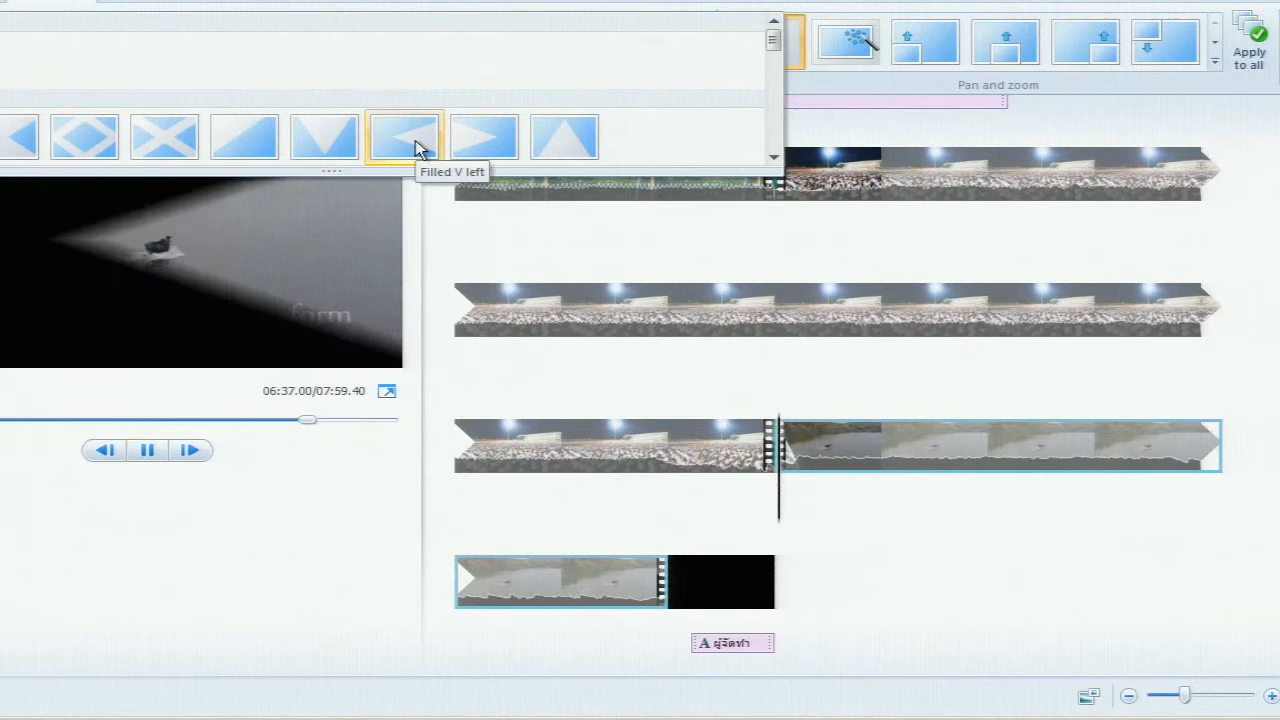 Apply
to all
Pan and zoom
Filled V left
form
06:37.00/07:59.40
A ผู้จัดทำ